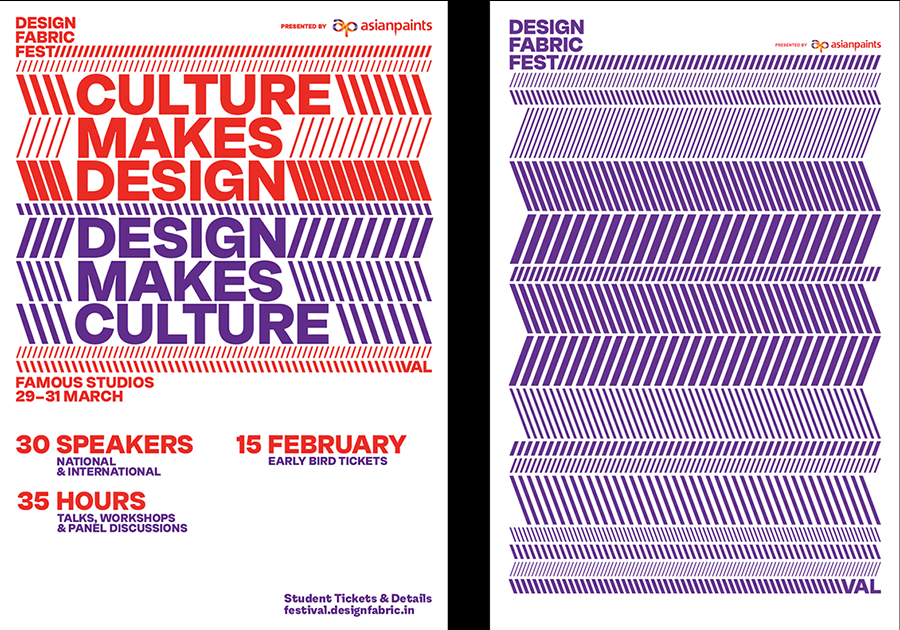 DESIGN
FABRIC
FEST
PRESENTED BY asianpaints
CULTURE
MAKES
DESIGN
DESIGN
MAKES
CULTURE
VAL
FAMOUS STUDIOS
29–31 MARCH
30 SPEAKERS
NATIONAL
& INTERNATIONAL
15 FEBRUARY
EARLY BIRD TICKETS
35 HOURS
TALKS, WORKSHOPS
& PANEL DISCUSSIONS
Student Tickets & Details
festival.designfabric.in
DESIGN
FABRIC
FEST
PRESENTED BY asianpaints
VAL